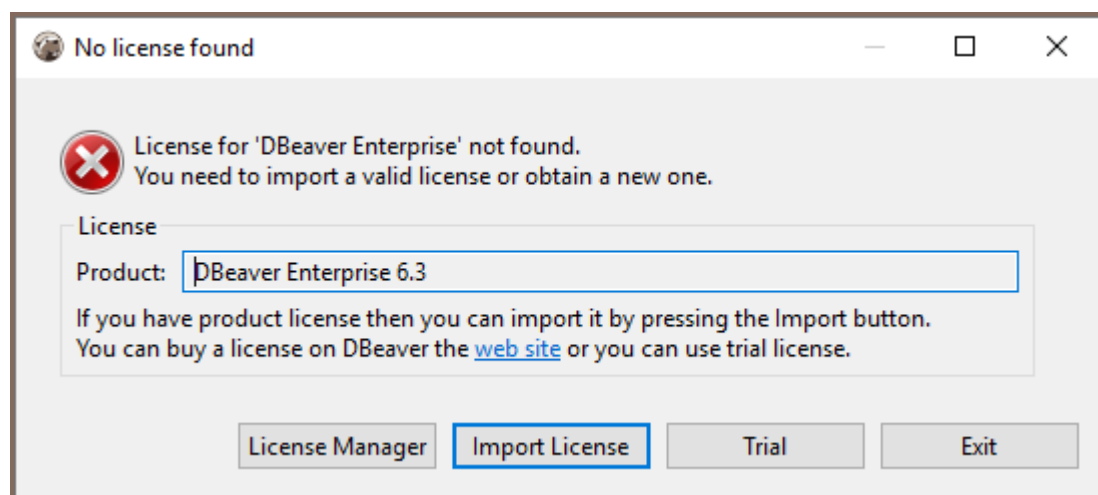 No license found
License for 'DBeaver Enterprise' not found.
You need to import a valid license or obtain a new one.
License
Product: DBeaver Enterprise 6.3
If you have product license then you can import it by pressing the Import button.
You can buy a license on DBeaver the web site or you can use trial license.
License Manager Import License Trial Exit